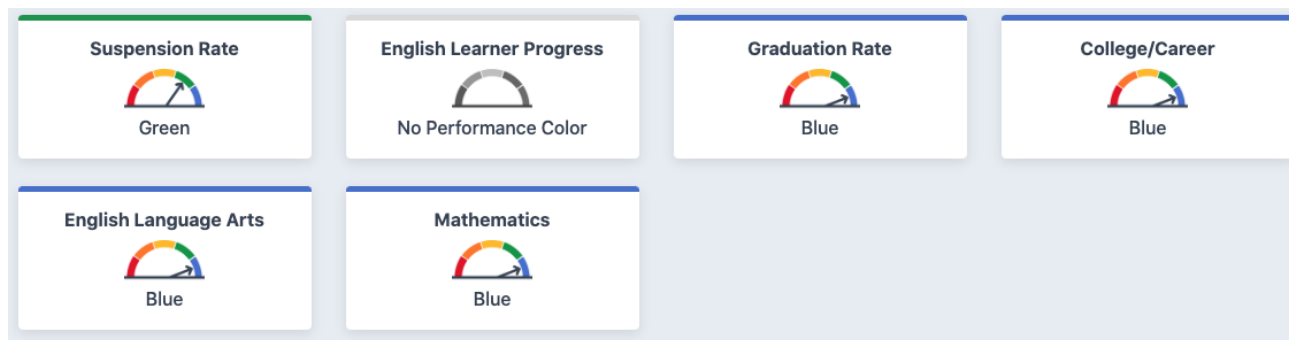 Suspension Rate
Green
English Learner Progress
No Performance Color
Graduation Rate
Blue
College/Career
Blue
English Language Arts
Blue
Mathematics
Blue